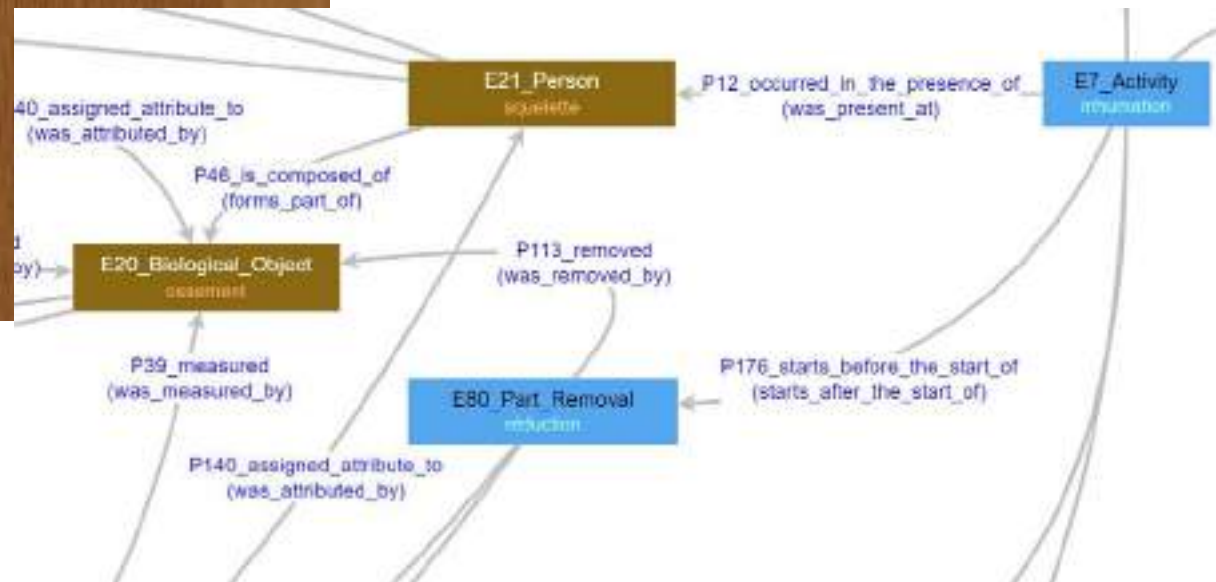 E21_Person
squelette
P12_occurred_in_the_presence_of
(was_present_at)
E7_Activity
inhumation
40_assigned_attribute_to
(was_attributed_by)
P46_is_composed_of
(forms_part_of)
E20_Biological_Object
ossement
P113_removed
(was_removed_by)
P39_measured
(was_measured_by)
E80_Part_Removal
réduction
P176_starts_before_the_start_of
(starts_after_the_start_of)
P140_assigned_attribute_to
(was_attributed_by)